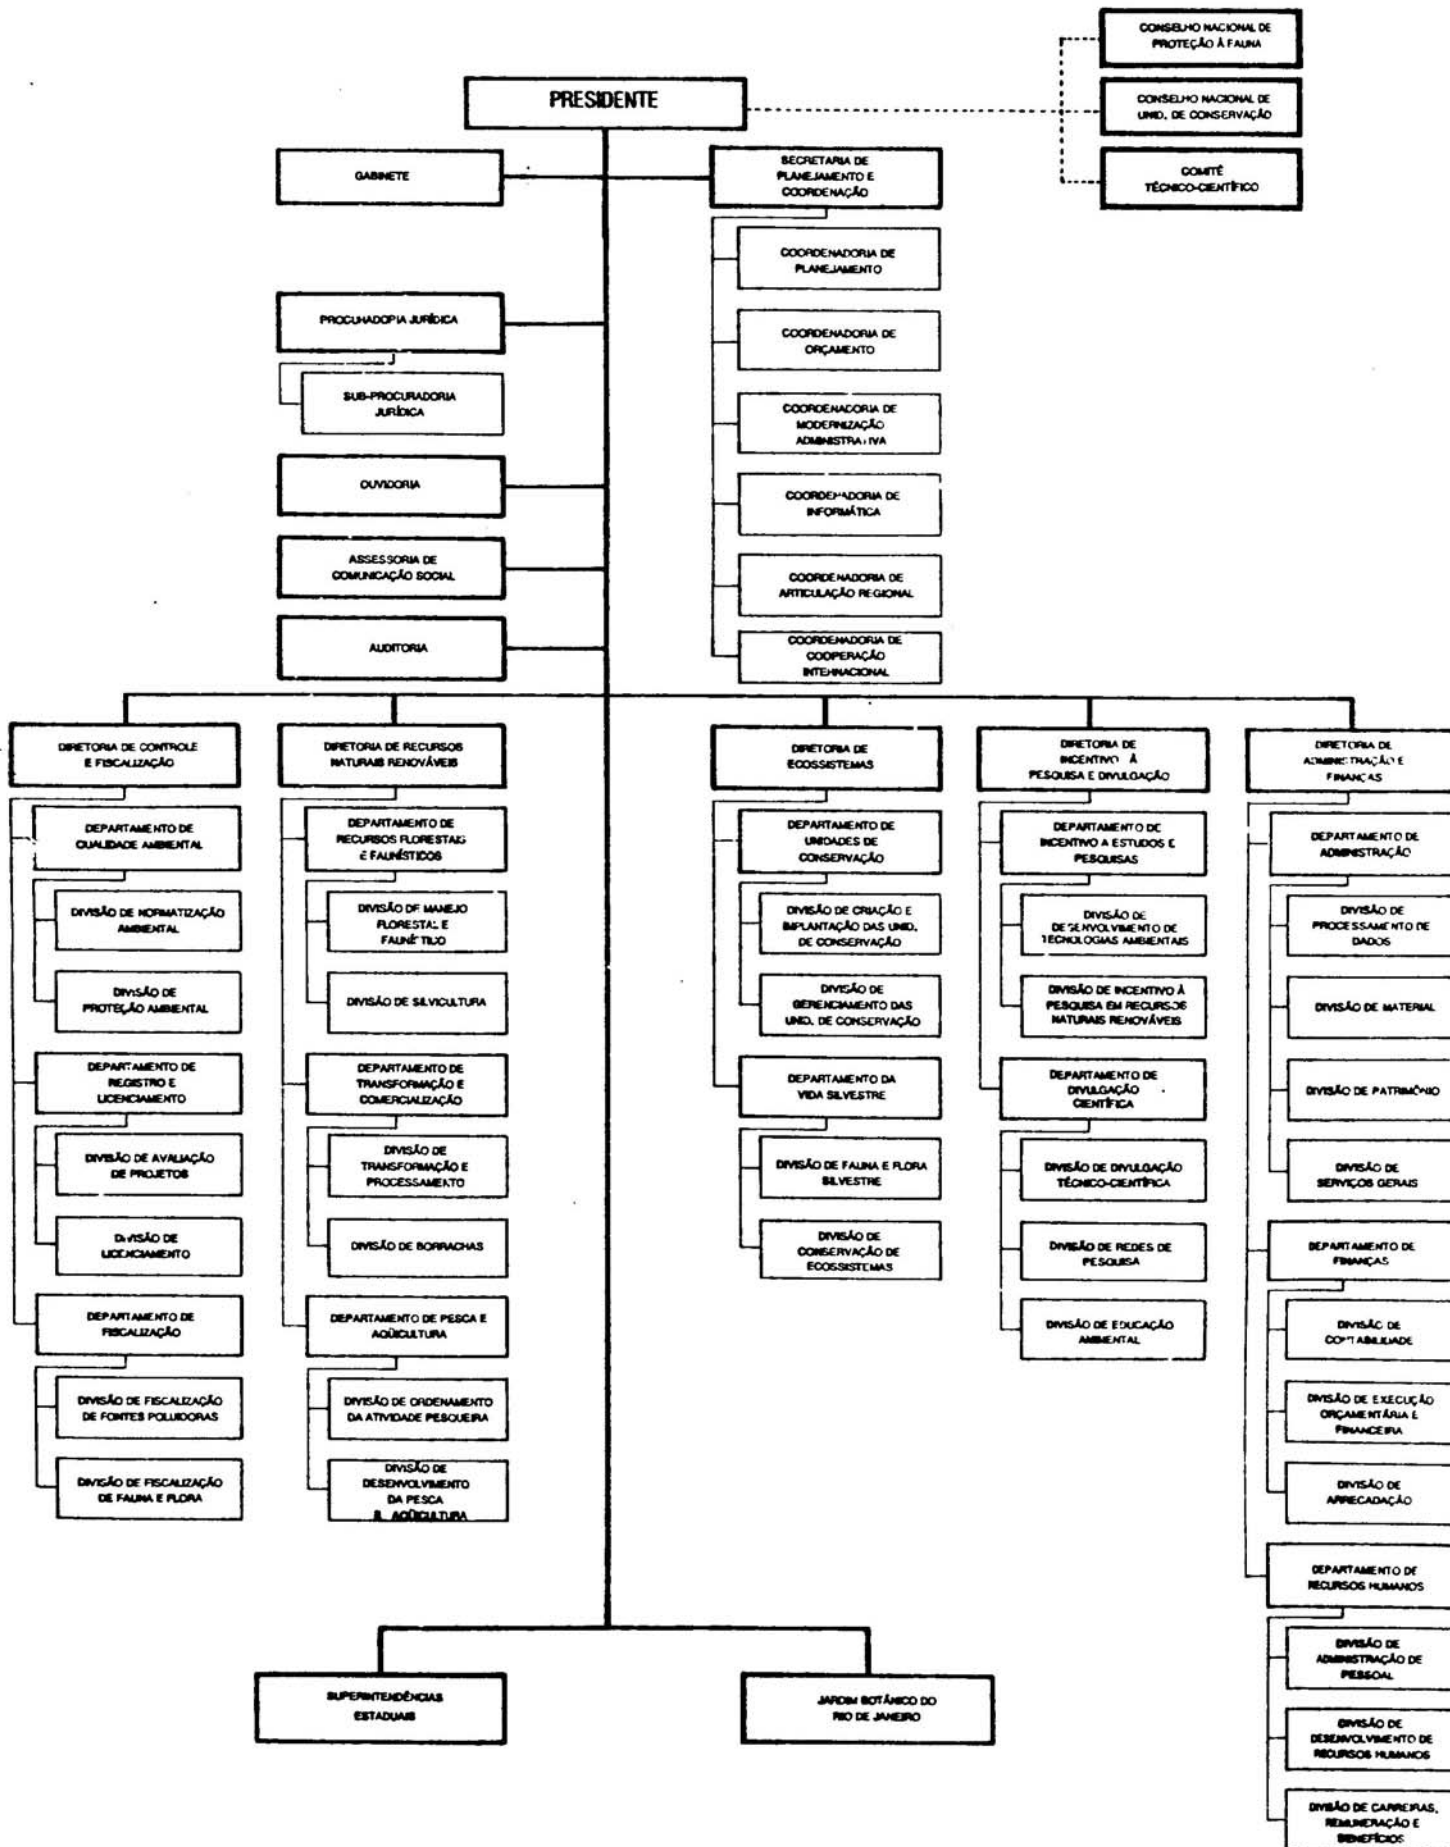 CONSELHO NACIONAL DE
PROTEÇÃO À FAUNA
PRESIDENTE
CONSELHO NACIONAL DE
UNID. DE CONSERVAÇÃO
COMITÊ
TÉCNICO-CIENTÍFICO
GABINETE
SECRETARIA DE
PLANEJAMENTO E
COORDENAÇÃO
COORDENADORIA DE
PLANEJAMENTO
COORDENADORIA DE
ORÇAMENTO
COORDENADORIA DE
MODERNIZAÇÃO
ADMINISTRATIVA
COORDENADORIA DE
INFORMÁTICA
COORDENADORIA DE
ARTICULAÇÃO REGIONAL
COORDENADORIA DE
COOPERAÇÃO
INTERNACIONAL
PROCURADORIA JURÍDICA
SUB-PROCURADORIA
JURÍDICA
OUVIDORIA
ASSESSORIA DE
COMUNICAÇÃO SOCIAL
AUDITORIA
DIRETORIA DE CONTROLE
E FISCALIZAÇÃO
DEPARTAMENTO DE
QUALIDADE AMBIENTAL
DIVISÃO DE NORMATIZAÇÃO
AMBIENTAL
DIVISÃO DE
PROTEÇÃO AMBIENTAL
DEPARTAMENTO DE
REGISTRO E
LICENCIAMENTO
DIVISÃO DE AVALIAÇÃO
DE PROJETOS
DIVISÃO DE
LICENCIAMENTO
DEPARTAMENTO DE
FISCALIZAÇÃO
DIVISÃO DE FISCALIZAÇÃO
DE FONTES POLUIDORAS
DIVISÃO DE FISCALIZAÇÃO
DE FAUNA E FLORA
DIRETORIA DE RECURSOS
NATURAIS RENOVÁVEIS
DEPARTAMENTO DE
RECURSOS FLORESTAIS
E FAUNÍSTICOS
DIVISÃO DE MANEJO
FLORESTAL E
FAUNÍSTICO
DIVISÃO DE SILVICULTURA
DEPARTAMENTO DE
TRANSFORMAÇÃO E
COMERCIALIZAÇÃO
DIVISÃO DE
TRANSFORMAÇÃO E
PROCESSAMENTO
DIVISÃO DE BORRACHAS
DEPARTAMENTO DE PESCA E
AQÜICULTURA
DIVISÃO DE ORDENAMENTO
DA ATIVIDADE PESQUEIRA
DIVISÃO DE
DESENVOLVIMENTO
DA PESCA
E AQÜICULTURA
DIRETORIA DE
ECOSSISTEMAS
DEPARTAMENTO DE
UNIDADES DE
CONSERVAÇÃO
DIVISÃO DE CRIAÇÃO E
IMPLANTAÇÃO DAS UNID.
DE CONSERVAÇÃO
DIVISÃO DE
GERENCIAMENTO DAS
UNID. DE CONSERVAÇÃO
DEPARTAMENTO DA
VIDA SILVESTRE
DIVISÃO DE FAUNA E FLORA
SILVESTRE
DIVISÃO DE
CONSERVAÇÃO DE
ECOSSISTEMAS
DIRETORIA DE
INCENTIVO À
PESQUISA E DIVULGAÇÃO
DEPARTAMENTO DE
INCENTIVO A ESTUDOS E
PESQUISAS
DIVISÃO DE
DESENVOLVIMENTO DE
TECNOLOGIAS AMBIENTAIS
DIVISÃO DE INCENTIVO À
PESQUISA EM RECURSOS
NATURAIS RENOVÁVEIS
DEPARTAMENTO DE
DIVULGAÇÃO
CIENTÍFICA
DIVISÃO DE DIVULGAÇÃO
TÉCNICO-CIENTÍFICA
DIVISÃO DE REDES DE
PESQUISA
DIVISÃO DE EDUCAÇÃO
AMBIENTAL
DIRETORIA DE
ADMINISTRAÇÃO E
FINANÇAS
DEPARTAMENTO DE
ADMINISTRAÇÃO
DIVISÃO DE
PROCESSAMENTO DE
DADOS
DIVISÃO DE MATERIAL
DIVISÃO DE PATRIMÔNIO
DIVISÃO DE
SERVIÇOS GERAIS
DEPARTAMENTO DE
FINANÇAS
DIVISÃO DE
CONTABILIDADE
DIVISÃO DE EXECUÇÃO
ORÇAMENTÁRIA E
FINANCEIRA
DIVISÃO DE
ARRECADAÇÃO
DEPARTAMENTO DE
RECURSOS HUMANOS
DIVISÃO DE
ADMINISTRAÇÃO DE
PESSOAL
DIVISÃO DE
DESENVOLVIMENTO DE
RECURSOS HUMANOS
DIVISÃO DE CARREIRAS,
REMUNERAÇÃO E
BENEFÍCIOS
SUPERINTENDÊNCIAS
ESTADUAIS
JARDIM BOTÂNICO DO
RIO DE JANEIRO